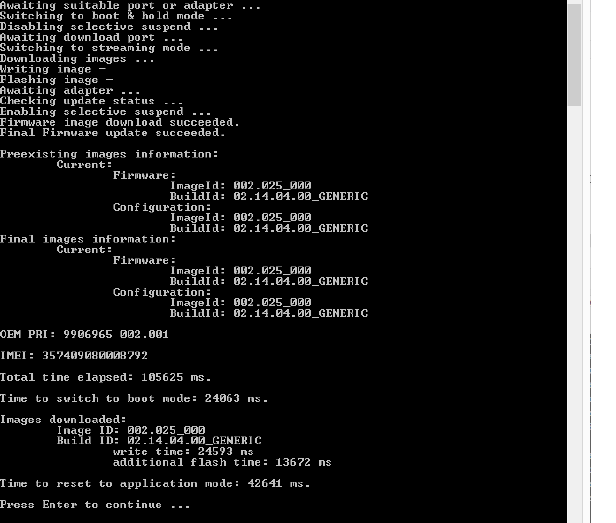 Awaiting suitable port or adapter ...
Switching to boot & hold mode ...
Disabling selective suspend ...
Awaiting download port ...
Switching to streaming mode ...
Downloading images ...
Writing image -
Flashing image -
Awaiting adapter ...
Checking update status ...
Enabling selective suspend ...
Firmware image download succeeded.
Final Firmware update succeeded.
Preexisting images information:
Current:
Firmware:
ImageId: 002.025_000
BuildId: 02.14.04.00_GENERIC
Configuration:
ImageId: 002.025_000
BuildId: 02.14.04.00_GENERIC
Final images information:
Current:
Firmware:
ImageId: 002.025_000
BuildId: 02.14.04.00_GENERIC
Configuration:
ImageId: 002.025_000
BuildId: 02.14.04.00_GENERIC
OEM PRI: 9906965 002.001
IMEI: 357409080008792
Total time elapsed: 105625 ms.
Time to switch to boot mode: 24063 ms.
Images downloaded:
Image ID: 002.025_000
Build ID: 02.14.04.00_GENERIC
write time: 24593 ms
additional flash time: 13672 ms
Time to reset to application mode: 42641 ms.
Press Enter to continue ...